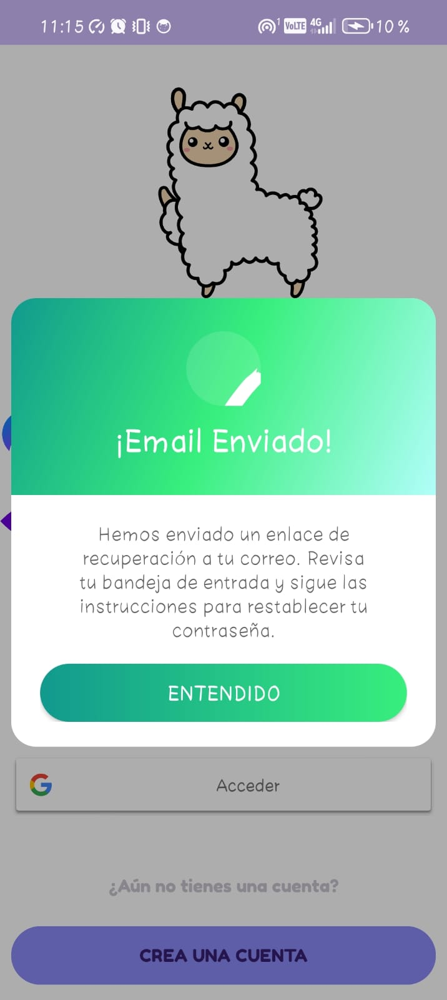 11:15 1 VoLTE 4G 10 %
¡Email Enviado!
Hemos enviado un enlace de
recuperación a tu correo. Revisa
tu bandeja de entrada y sigue las
instrucciones para restablecer tu
contraseña.
ENTENDIDO
Acceder
¿Aún no tienes una cuenta?
CREA UNA CUENTA